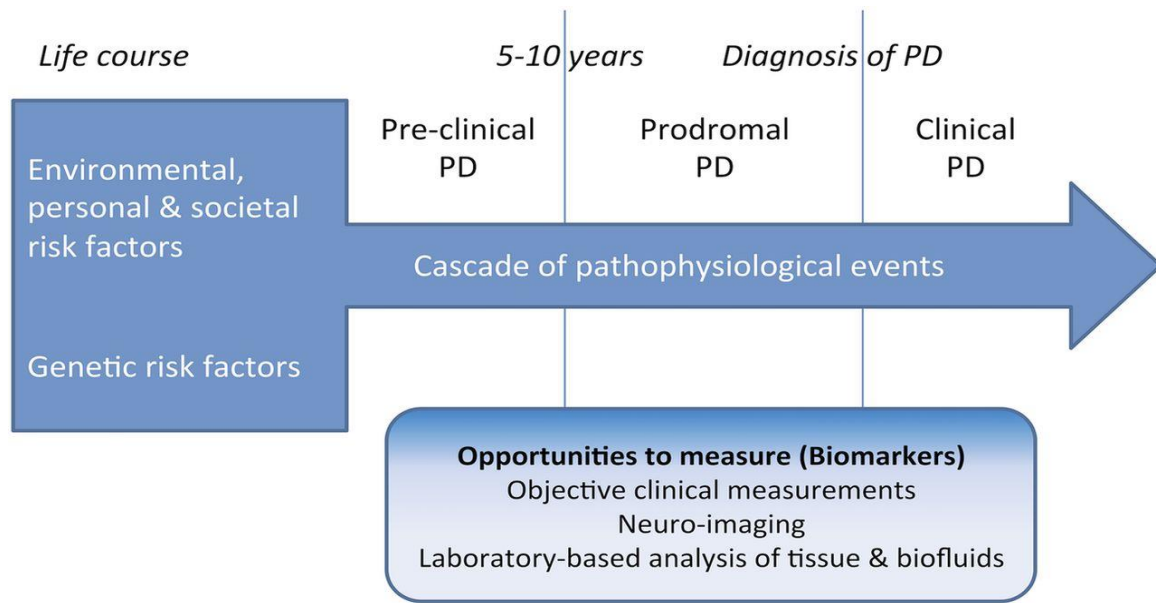 Life course
5-10 years
Diagnosis of PD
Pre-clinical
PD
Prodromal
PD
Clinical
PD
Environmental,
personal & societal
risk factors
Genetic risk factors
Cascade of pathophysiological events
Opportunities to measure (Biomarkers)
Objective clinical measurements
Neuro-imaging
Laboratory-based analysis of tissue & biofluids